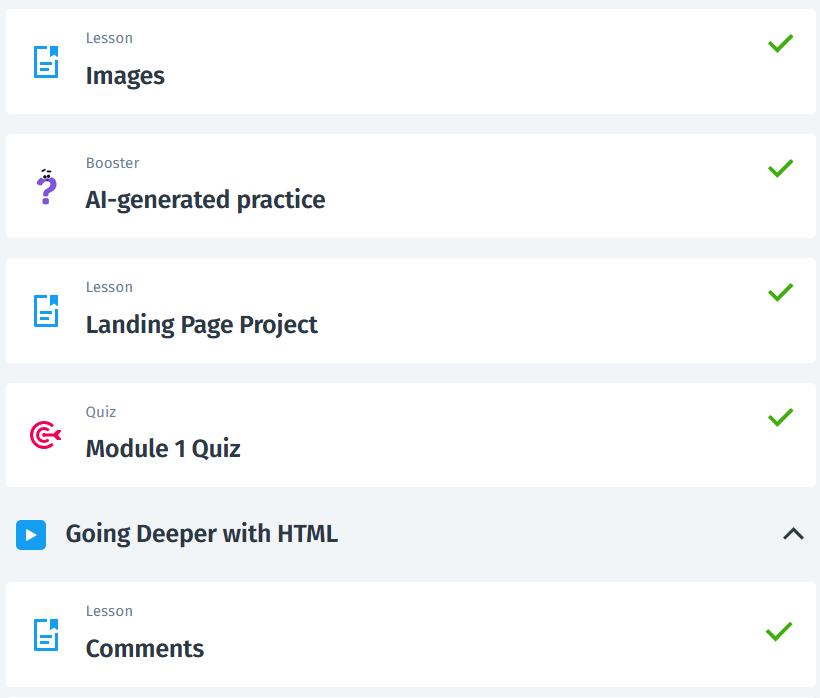 Lesson
Images
Booster
AI-generated practice
Lesson
Landing Page Project
Quiz
Module 1 Quiz
Going Deeper with HTML
Lesson
Comments